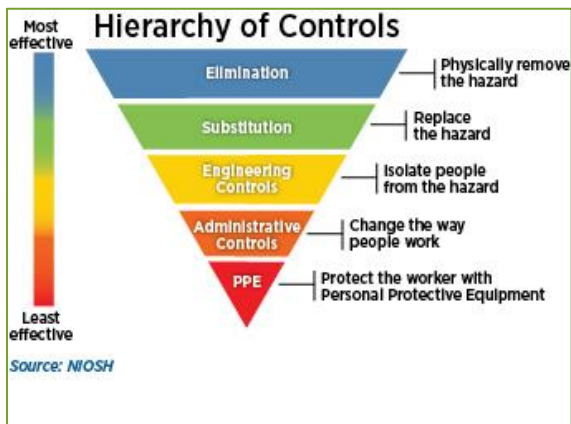 Most
effective
Hierarchy of Controls
Elimination
Physically remove
the hazard
Substitution
Replace
the hazard
Engineering
Controls
Isolate people
from the hazard
Administrative
Controls
Change the way
people work
PPE
Protect the worker with
Personal Protective Equipment
Least
effective
Source: NIOSH